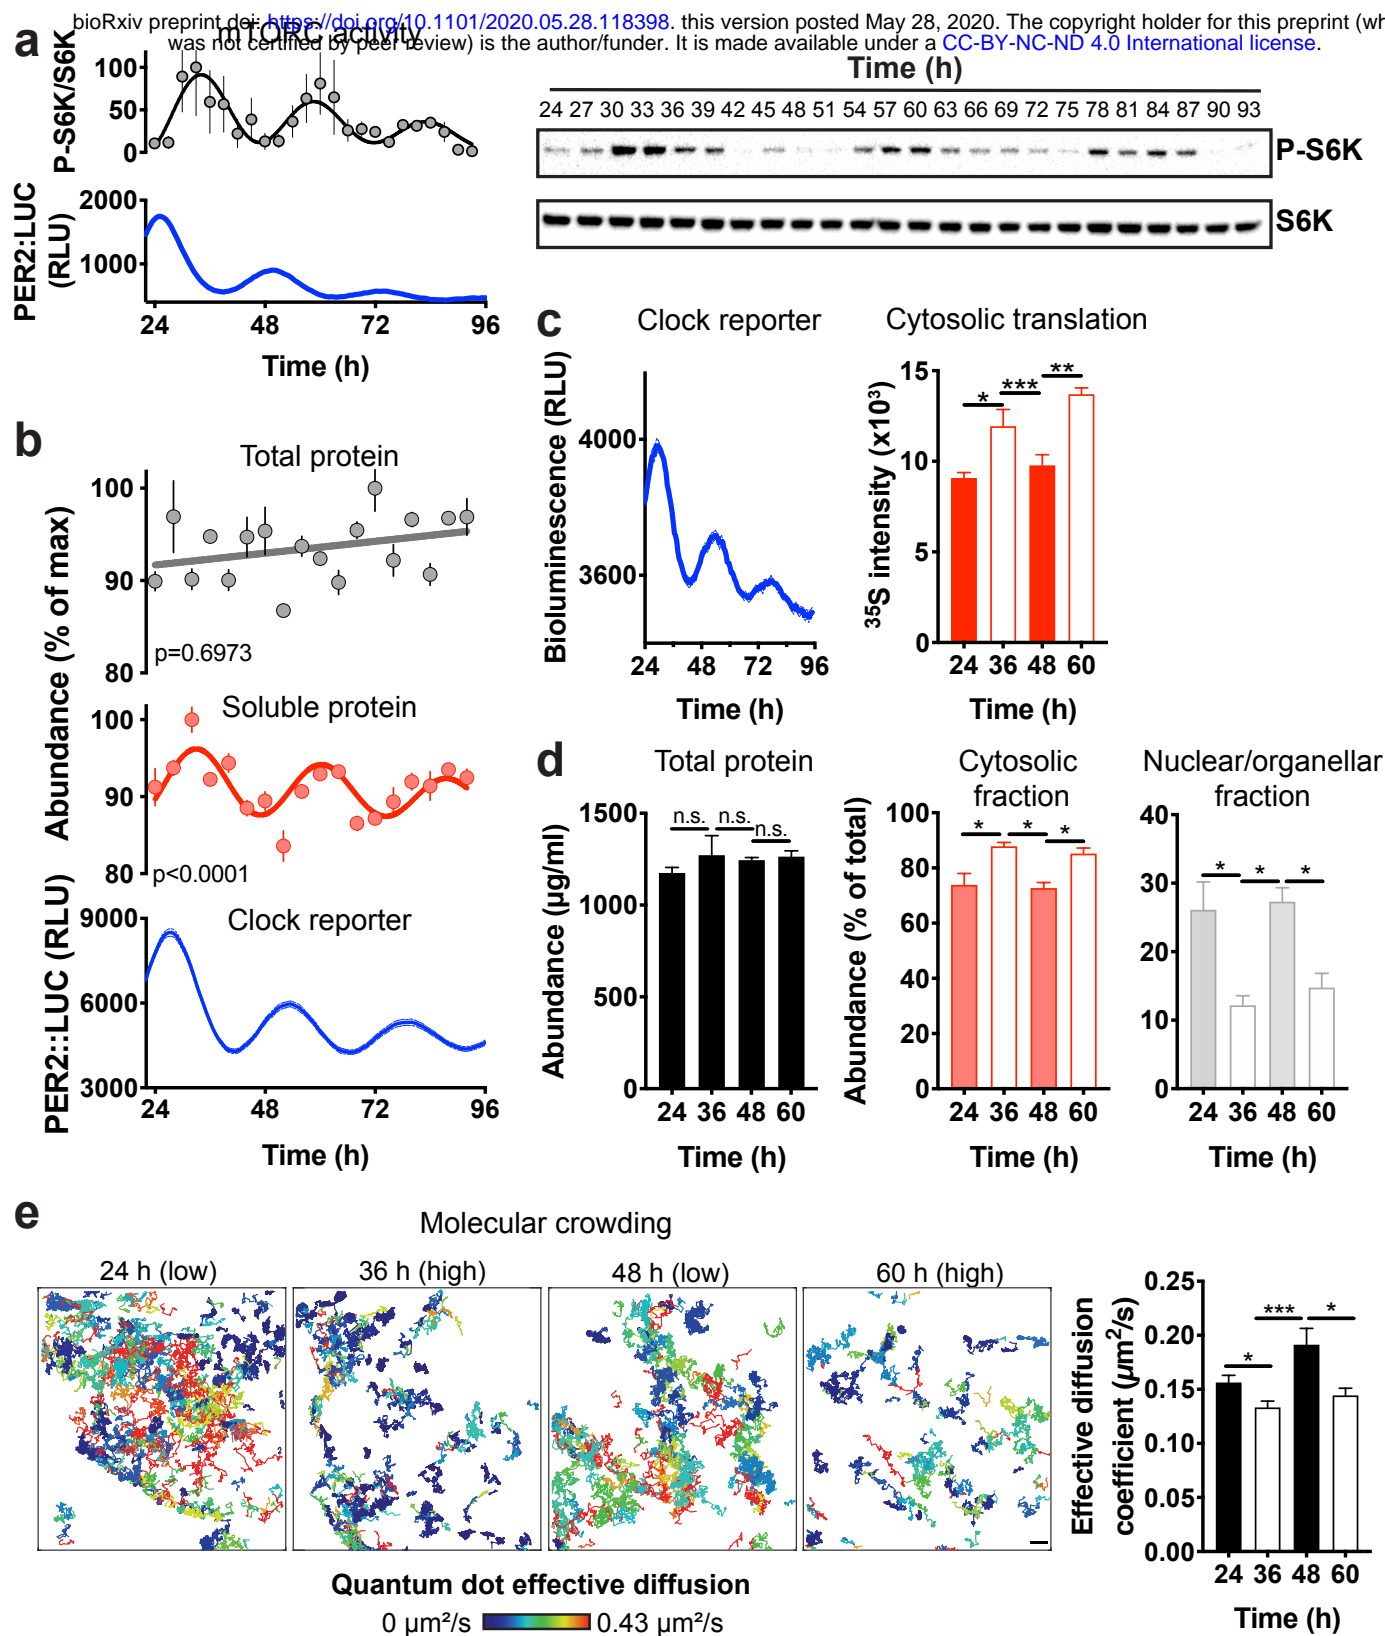 bioRxiv preprint doi: https://doi.org/10.1101/2020.05.28.118398. this version posted May 28, 2020. The copyright holder for this preprint (wh
was not certified by peer review) is the author/funder. It is made available under a CC-BY-NC-ND 4.0 International license.
a
mTORC activity
P-S6K/S6K
100
50
0
PER2:LUC
(RLU)
2000
1000
24 48 72 96
Time (h)
Time (h)
24 27 30 33 36 39 42 45 48 51 54 57 60 63 66 69 72 75 78 81 84 87 90 93
P-S6K
S6K
b
Abundance (% of max)
Total protein
100
90
80
p=0.6973
Soluble protein
100
90
80
p<0.0001
PER2::LUC (RLU)
Clock reporter
9000
6000
3000
24 48 72 96
Time (h)
c
Clock reporter
Bioluminescence (RLU)
4000
3600
24 48 72 96
Time (h)
Cytosolic translation
³⁵S intensity (x10³)
15
10
5
0
* *** **
24 36 48 60
Time (h)
d
Total protein
Abundance (µg/ml)
1500
1000
500
0
n.s. n.s. n.s.
24 36 48 60
Time (h)
Cytosolic
fraction
Abundance (% of total)
100
80
60
40
20
0
* * *
24 36 48 60
Time (h)
Nuclear/organellar
fraction
40
30
20
10
0
* * *
24 36 48 60
Time (h)
e
Molecular crowding
24 h (low) 36 h (high) 48 h (low) 60 h (high)
Quantum dot effective diffusion
0 µm²/s 0.43 µm²/s
Effective diffusion
coefficient (µm²/s)
0.25
0.20
0.15
0.10
0.05
0.00
* *** *
24 36 48 60
Time (h)